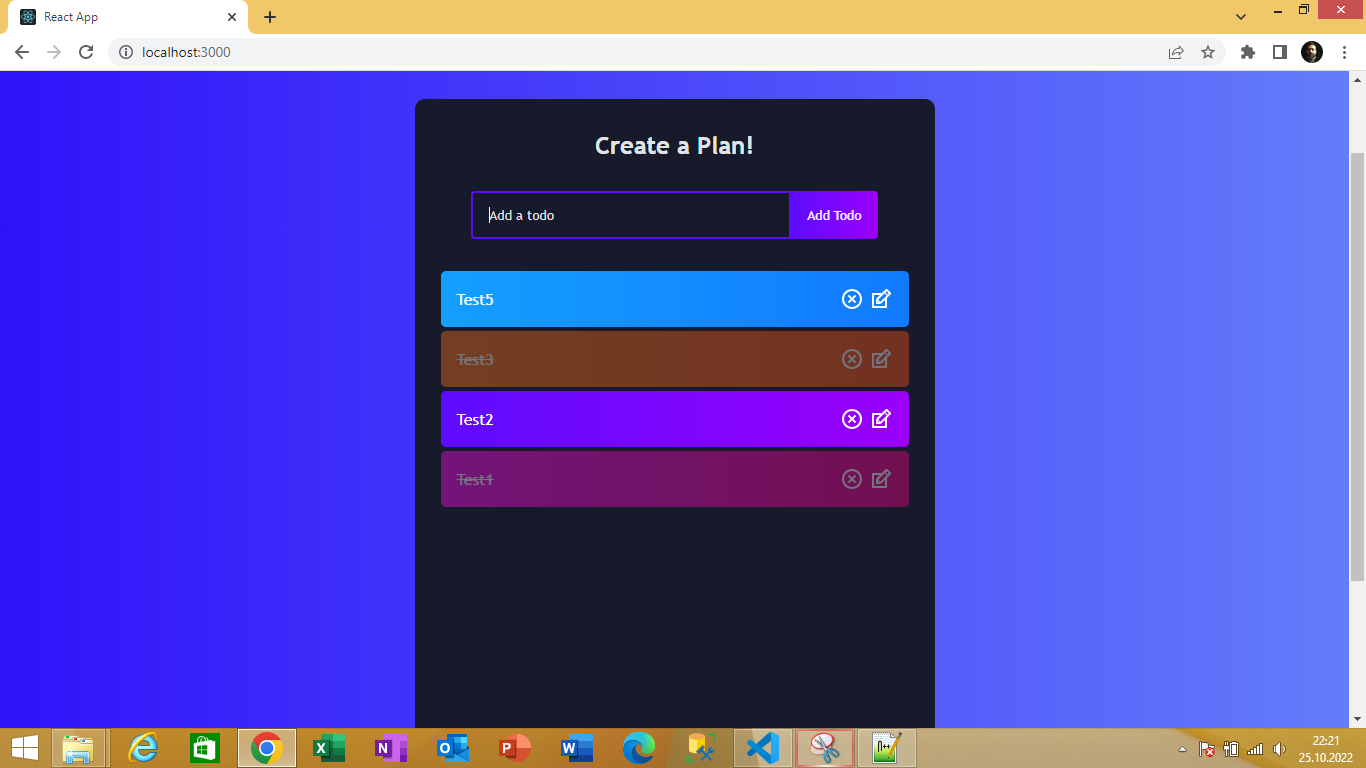 React App
localhost:3000
Create a Plan!
Add a todo
Add Todo
Test5
Test3
Test2
Test1
22:21
25.10.2022